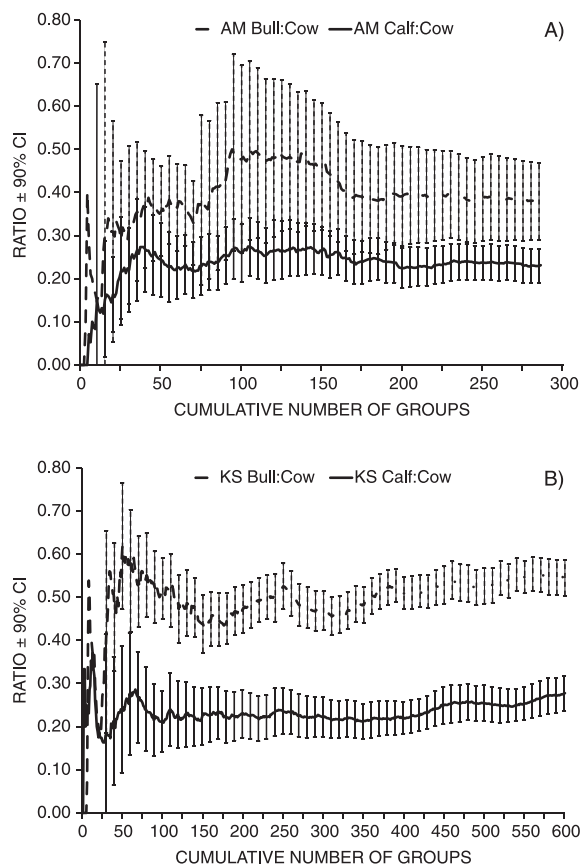 AM Bull:Cow AM Calf:Cow A)
0.80
0.70
0.60
0.50
0.40
0.30
0.20
0.10
0.00
RATIO ± 90% CI
0 50 100 150 200 250 300
CUMULATIVE NUMBER OF GROUPS
KS Bull:Cow KS Calf:Cow B)
0.80
0.70
0.60
0.50
0.40
0.30
0.20
0.10
0.00
RATIO ± 90% CI
0 50 100 150 200 250 300 350 400 450 500 550 600
CUMULATIVE NUMBER OF GROUPS